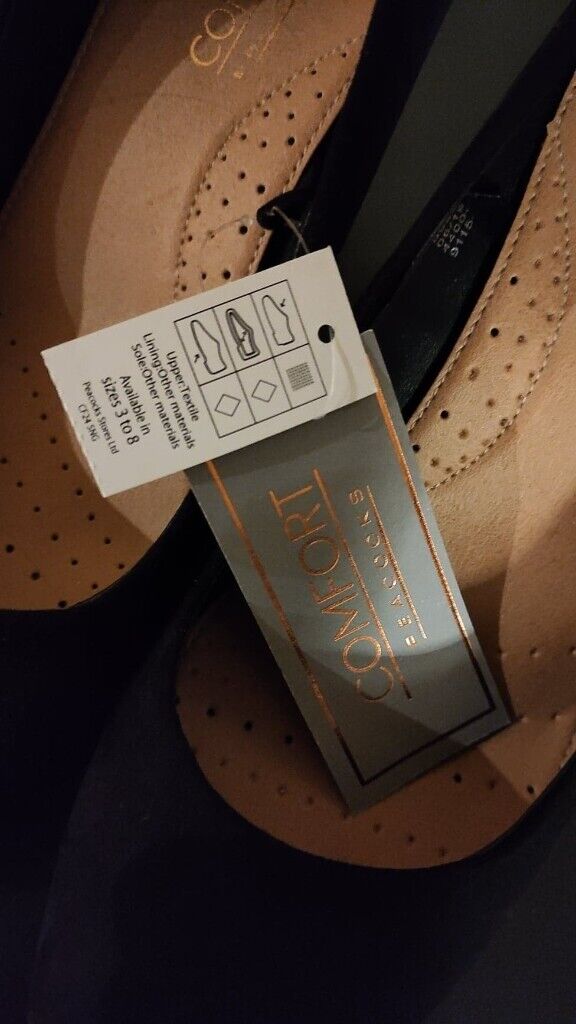 Upper:Textile
Lining:Other materials
Sole:Other materials
Available in
sizes 3 to 8
Peacocks Stores Ltd
CF24 5NG
COMFORT
PEACOCKS
CO